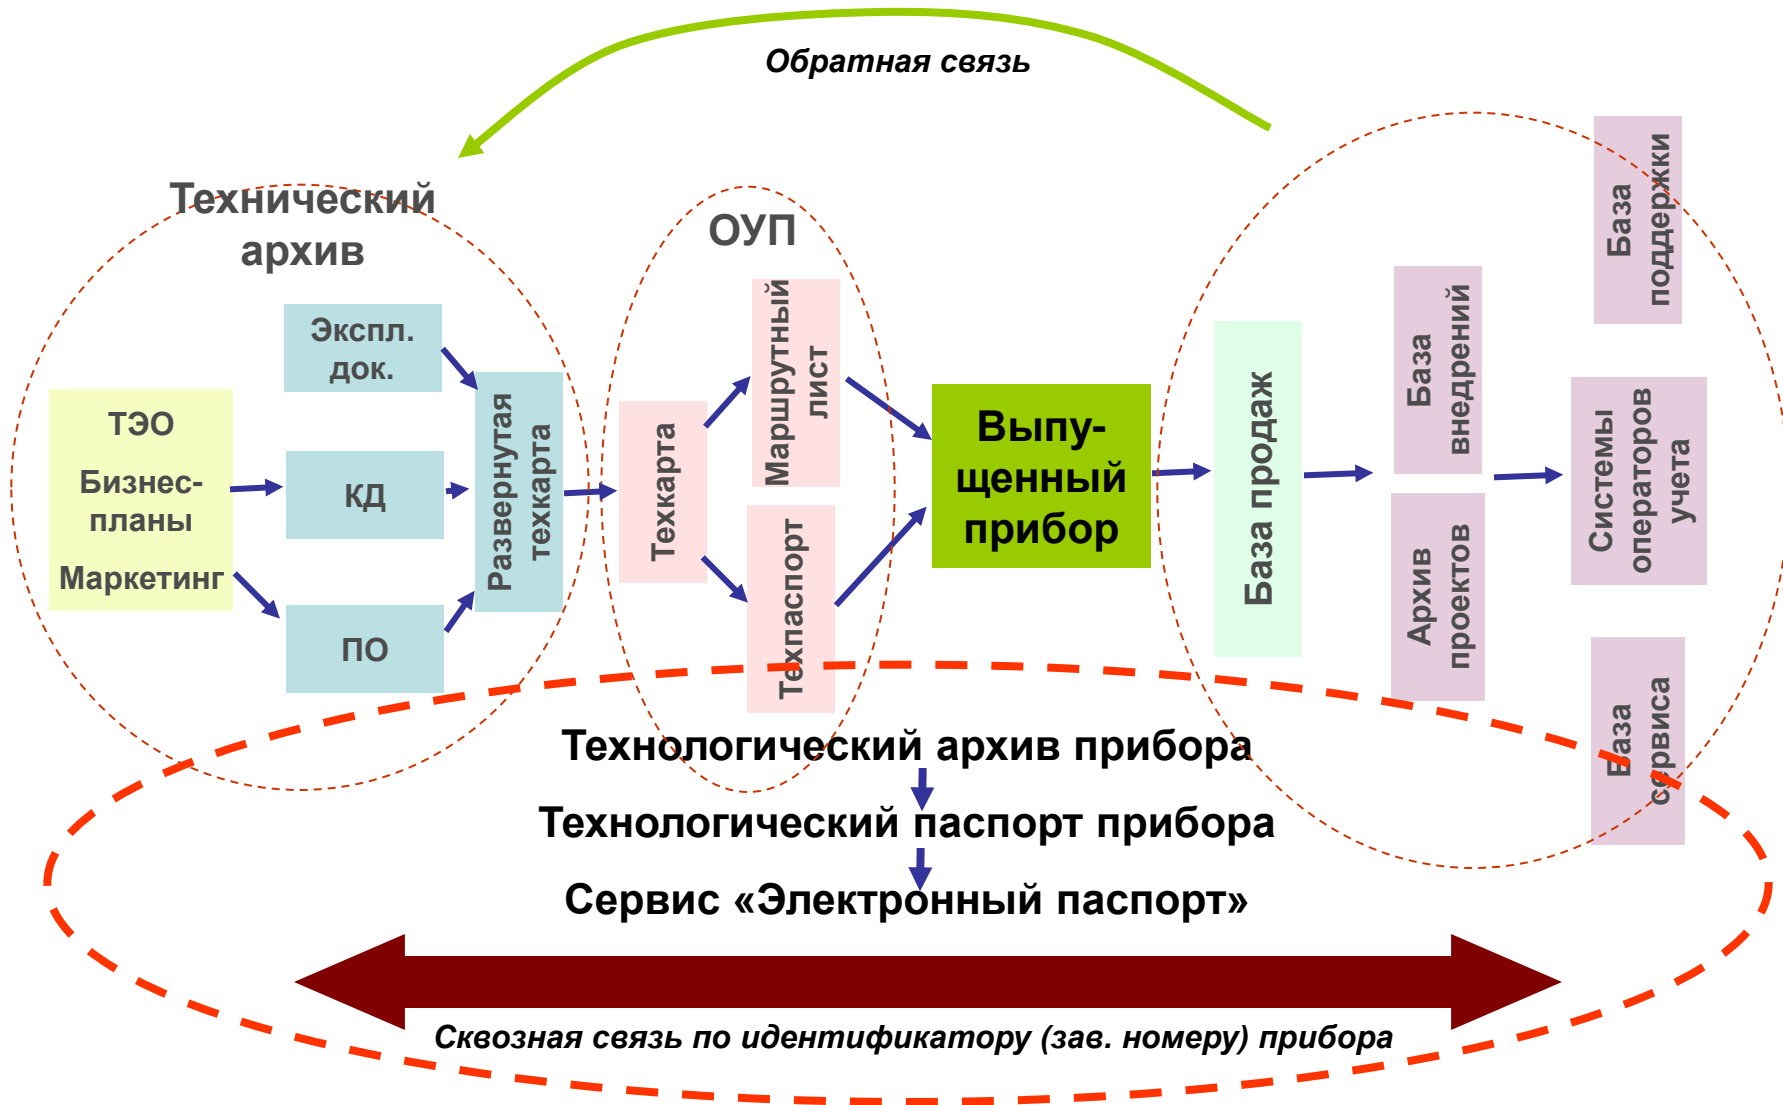 Обратная связь
Технический
архив
ОУП
Экспл.
док.
ТЭО
Бизнес-
планы
Маркетинг
КД
ПО
Развернутая
техкарта
Техкарта
Маршрутный
лист
Техпаспорт
Выпу-
щенный
прибор
База продаж
База
внедрений
Архив
проектов
База
поддержки
Системы
операторов
учета
База
сервиса
Технологический архив прибора
Технологический паспорт прибора
Сервис «Электронный паспорт»
Сквозная связь по идентификатору (зав. номеру) прибора